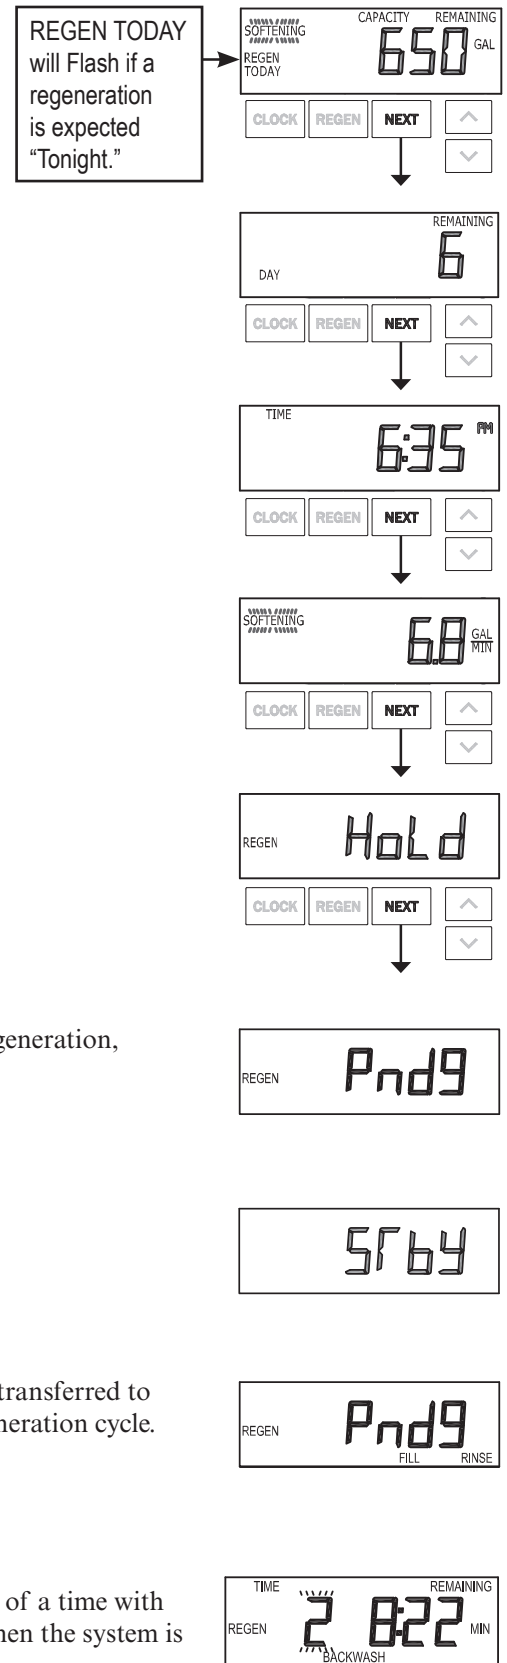 REGEN TODAY
will Flash if a
regeneration
is expected
“Tonight.”
CAPACITY REMAINING
SOFTENING
650 GAL
REGEN
TODAY
CLOCK REGEN NEXT
REMAINING
6
DAY
CLOCK REGEN NEXT
TIME
6:35 PM
CLOCK REGEN NEXT
SOFTENING
6.8 GAL
MIN
CLOCK REGEN NEXT
REGEN HoLd
CLOCK REGEN NEXT
generation,
REGEN Pndg
STbY
transferred to
neration cycle.
REGEN Pndg
FILL RINSE
of a time with
hen the system is
TIME REMAINING
REGEN 2 8:22 MIN
BACKWASH